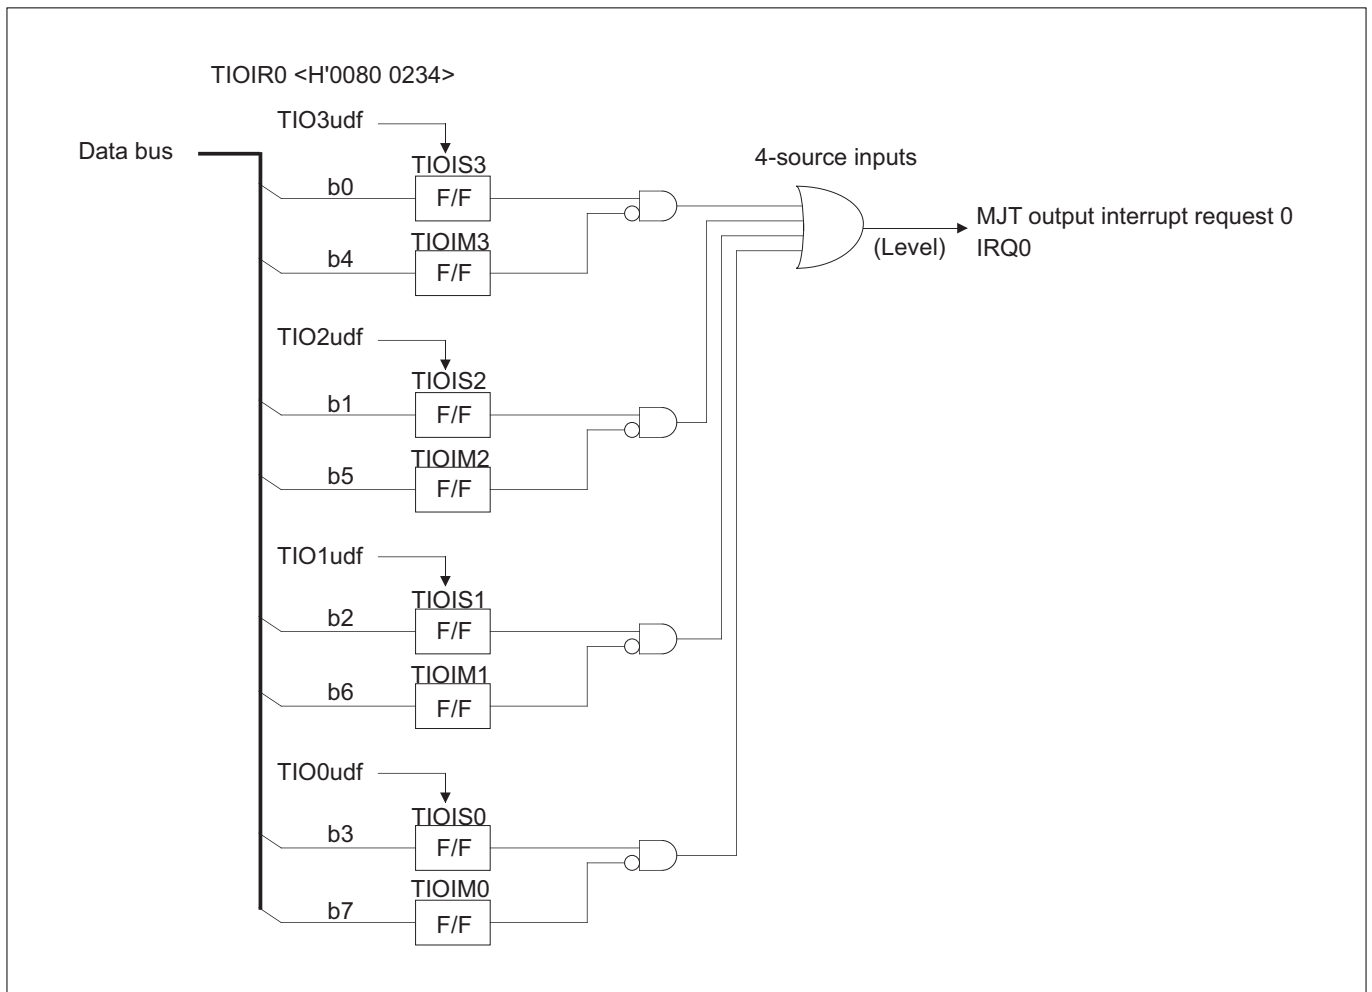 TIOIR0 <H'0080 0234>
TIO3udf
Data bus
4-source inputs
TIOIS3
b0
F/F
MJT output interrupt request 0
(Level)
IRQ0
TIOIM3
b4
F/F
TIO2udf
TIOIS2
b1
F/F
TIOIM2
b5
F/F
TIO1udf
TIOIS1
b2
F/F
TIOIM1
b6
F/F
TIO0udf
TIOIS0
b3
F/F
TIOIM0
b7
F/F